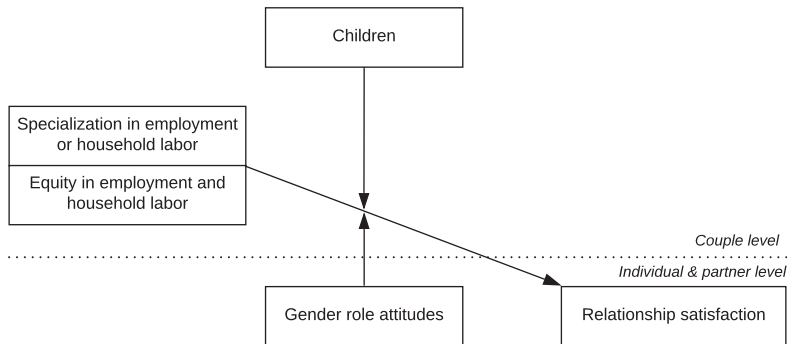 Children
Specialization in employment
or household labor
Equity in employment and
household labor
Couple level
Individual & partner level
Gender role attitudes
Relationship satisfaction